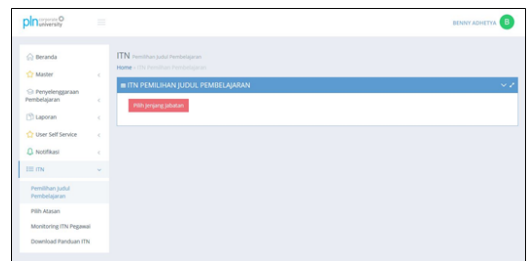 pln corporate university
BENNY ADHETYA B
Beranda
Master
Penyelenggaraan
Pembelajaran
Laporan
User Self Service
Notifikasi
ITN
Pemilihan Judul
Pembelajaran
Pilih Atasan
Monitoring ITN Pegawai
Download Panduan ITN
ITN Pemilihan Judul Pembelajaran
Home - ITN Pemilihan Pembelajaran
ITN PEMILIHAN JUDUL PEMBELAJARAN
Pilih jenjang jabatan